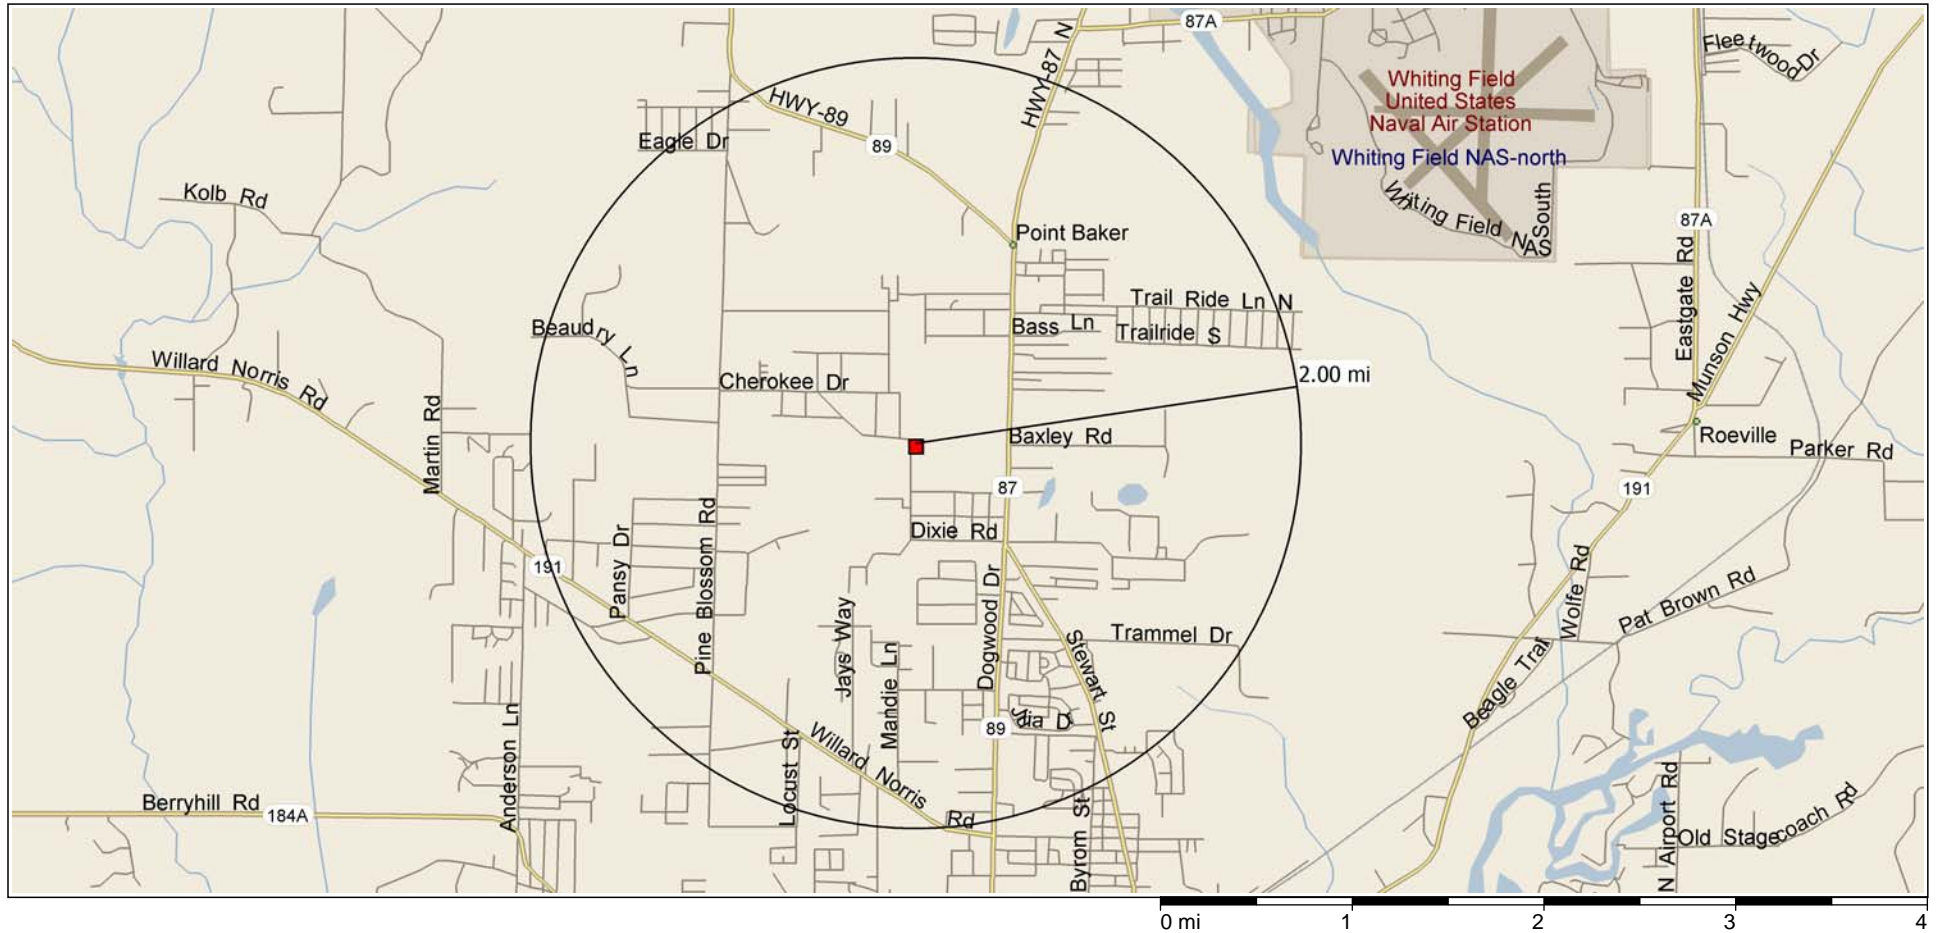 87A
HWY-87 N
Fleetwood Dr
Whiting Field
United States
Naval Air Station
Whiting Field NAS-north
HWY-89
89
Eagle Dr
Kolb Rd
Whiting Field NAS South
87A
Point Baker
Eastgate Rd
Munson Hwy
Trail Ride Ln N
Bass Ln
Trailride S
Beaudry Ln
Willard Norris Rd
Cherokee Dr
2.00 mi
Martin Rd
Baxley Rd
Roeville
Parker Rd
87
191
Pine Blossom Rd
Dixie Rd
Pansy Dr
191
Wolfe Rd
Pat Brown Rd
Dogwood Dr
Jays Way
Mandie Ln
Trammel Dr
Stewart St
Beagle Trail
dia D
89
Anderson Ln
Locust St
Willard Norris Rd
Berryhill Rd
184A
Byrom St
N Airport Rd
Old Stagecoach Rd
0 mi 1 2 3 4